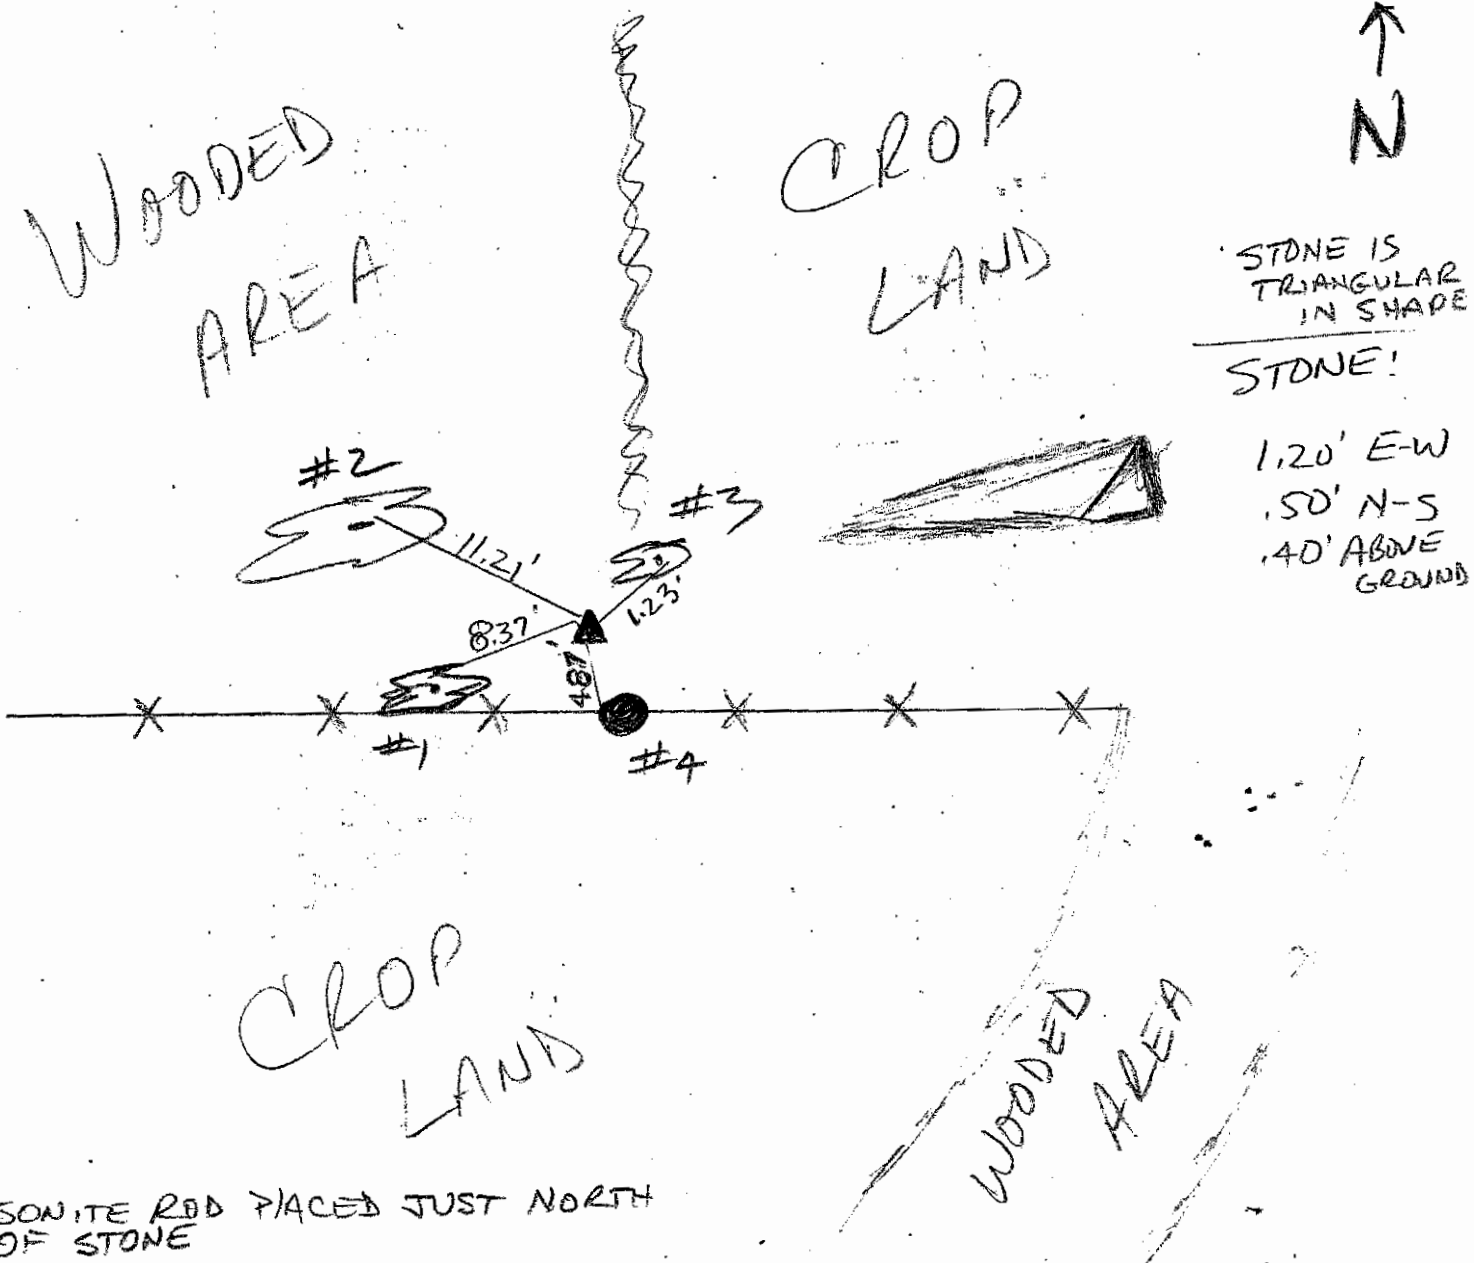 N
WOODED
AREA
CROP
LAND
STONE IS
TRIANGULAR
IN SHAPE
STONE!
1.20' E-W
.50' N-S
.40' ABOVE
GROUND
#2
#3
11.21'
1.23'
8.37'
4.87'
#1
#4
CROP
LAND
WOODED
AREA
SONITE ROD PLACED JUST NORTH
OF STONE